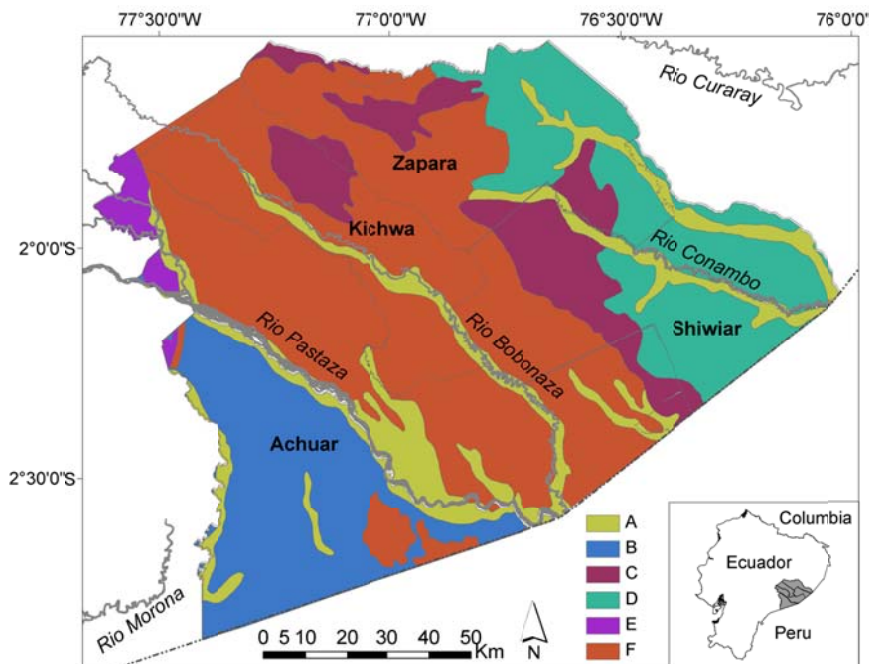 77°30'0"W 77°0'0"W 76°30'0"W 76°0'0"W
Rio Curaray
Zapara
Kichwa
2°0'0"S
Rio Conambo
Rio Pastaza
Rio Bobonaza
Shiwiar
Achuar
2°30'0"S
A
B
C
D
E
F
Columbia
Ecuador
Peru
Rio Morona
0 5 10 20 30 40 50
Km
N